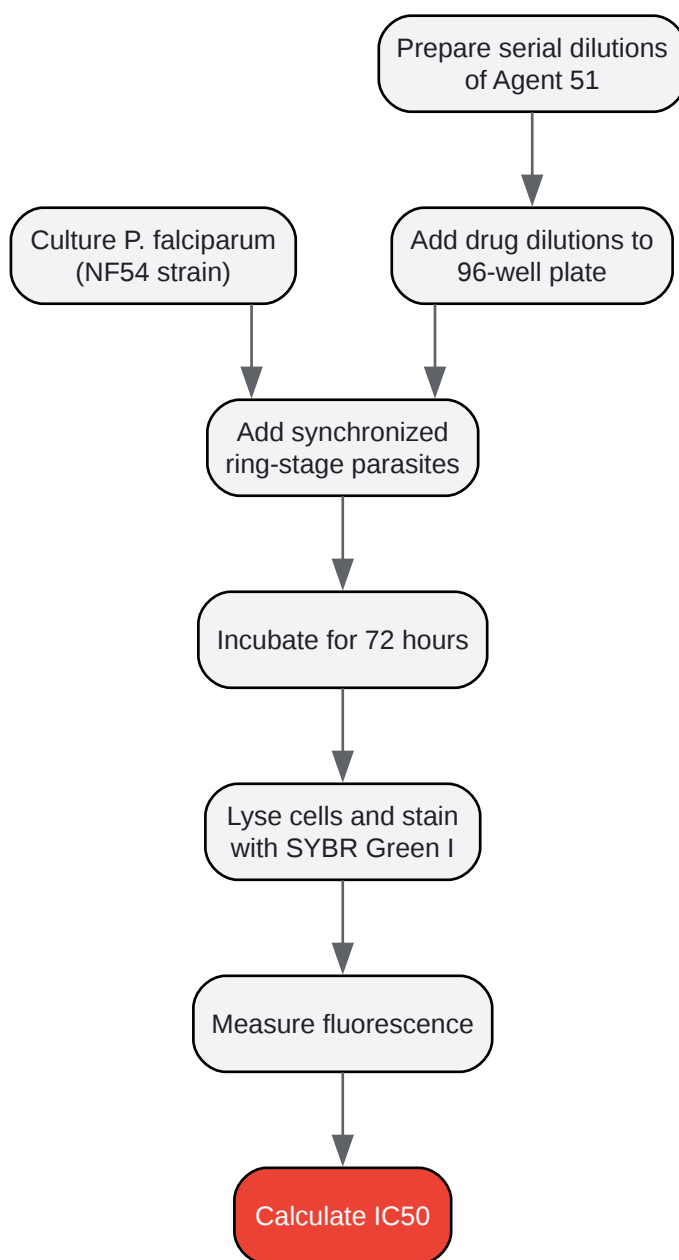 Prepare serial dilutions
of Agent 51
Culture P. falciparum
(NF54 strain)
Add drug dilutions to
96-well plate
Add synchronized
ring-stage parasites
Incubate for 72 hours
Lyse cells and stain
with SYBR Green I
Measure fluorescence
Calculate IC50